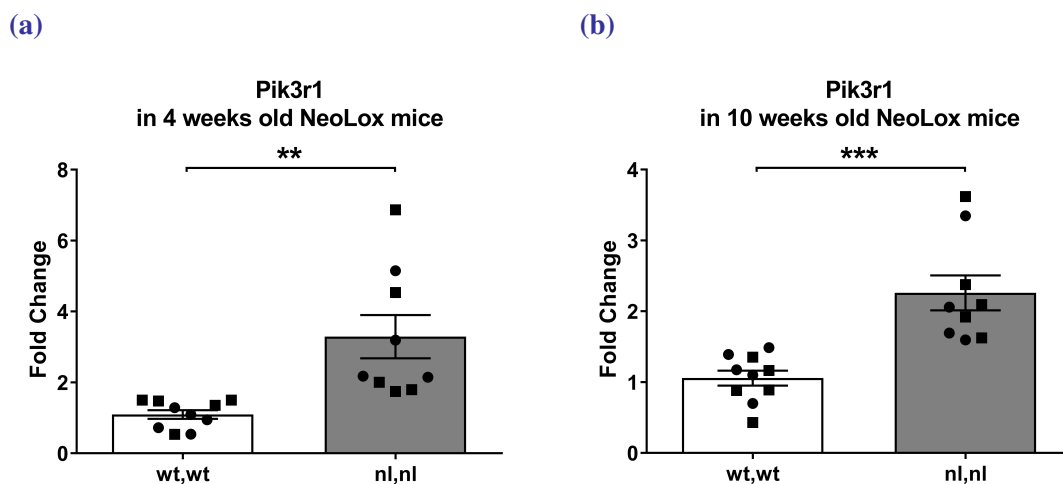 (a)
Pik3r1
in 4 weeks old NeoLox mice
**
Fold Change
8
6
4
2
0
wt,wt
nl,nl
(b)
Pik3r1
in 10 weeks old NeoLox mice
***
Fold Change
4
3
2
1
0
wt,wt
nl,nl